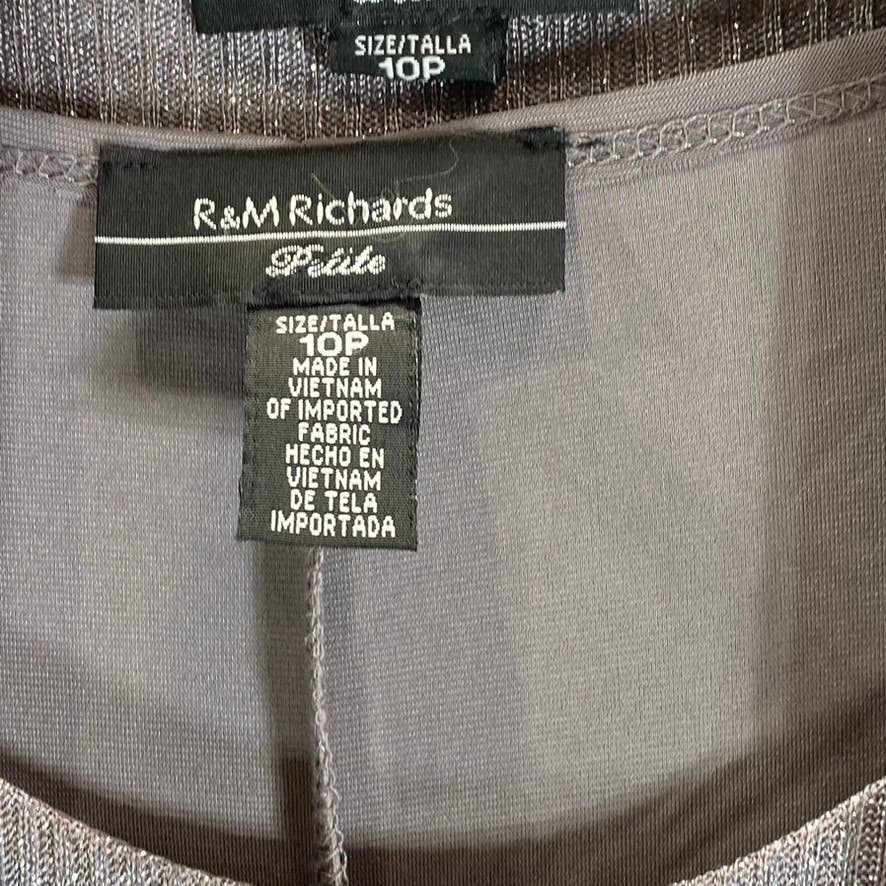 SIZE/TALLA
10P
R&M Richards
Petite
SIZE/TALLA
10P
MADE IN
VIETNAM
OF IMPORTED
FABRIC
HECHO EN
VIETNAM
DE TELA
IMPORTADA